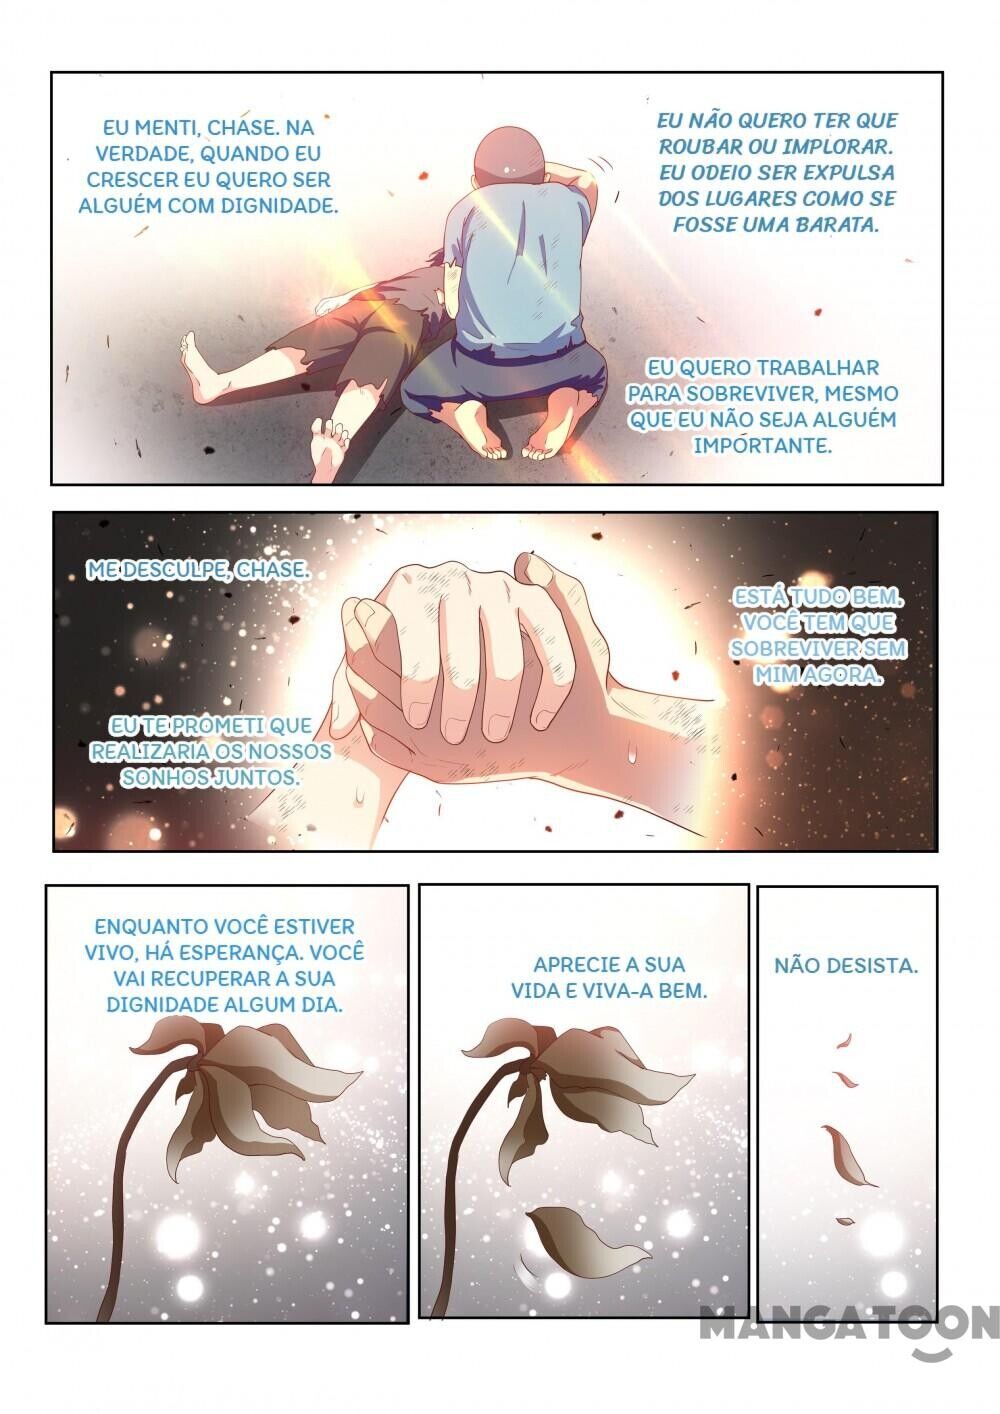 EU MENTI, CHASE. NA
VERDADE, QUANDO EU
CRESCER EU QUERO SER
ALGUÉM COM DIGNIDADE.
EU NÃO QUERO TER QUE
ROUBAR OU IMPLORAR.
EU ODEIO SER EXPULSA
DOS LUGARES COMO SE
FOSSE UMA BARATA.
EU QUERO TRABALHAR
PARA SOBREVIVER, MESMO
QUE EU NÃO SEJA ALGUÉM
IMPORTANTE.
ME DESCULPE, CHASE.
ESTÁ TUDO BEM.
VOCÊ TEM QUE
SOBREVIVER SEM
MIM AGORA.
EU TE PROMETI QUE
REALIZARIA OS NOSSOS
SONHOS JUNTOS.
ENQUANTO VOCÊ ESTIVER
VIVO, HÁ ESPERANÇA. VOCÊ
VAI RECUPERAR A SUA
DIGNIDADE ALGUM DIA.
APRECIE A SUA
VIDA E VIVA-A BEM.
NÃO DESISTA.
MANGATOON